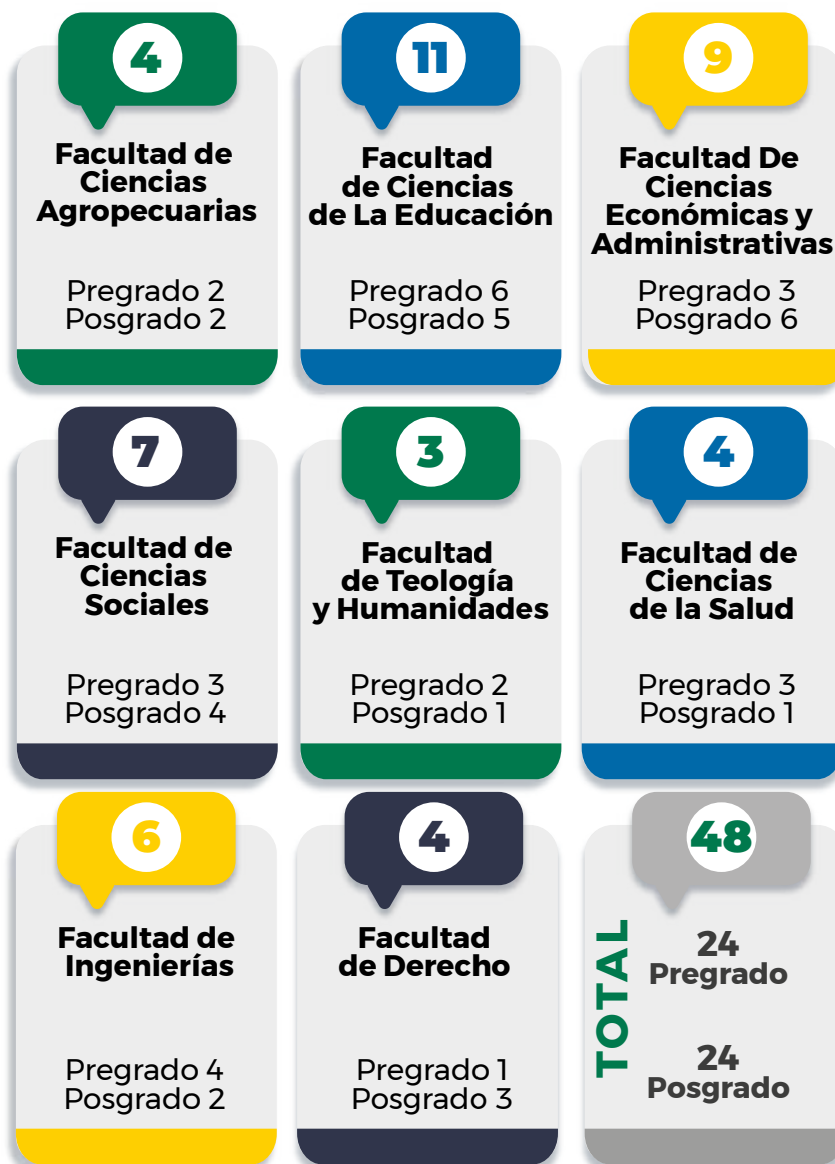 4
Facultad de
Ciencias
Agropecuarias
Pregrado 2
Posgrado 2
11
Facultad
de Ciencias
de La Educación
Pregrado 6
Posgrado 5
9
Facultad De
Ciencias
Económicas y
Administrativas
Pregrado 3
Posgrado 6
7
Facultad de
Ciencias
Sociales
Pregrado 3
Posgrado 4
3
Facultad
de Teología
y Humanidades
Pregrado 2
Posgrado 1
4
Facultad de
Ciencias
de la Salud
Pregrado 3
Posgrado 1
6
Facultad de
Ingenierías
Pregrado 4
Posgrado 2
4
Facultad
de Derecho
Pregrado 1
Posgrado 3
48
TOTAL
24
Pregrado
24
Posgrado